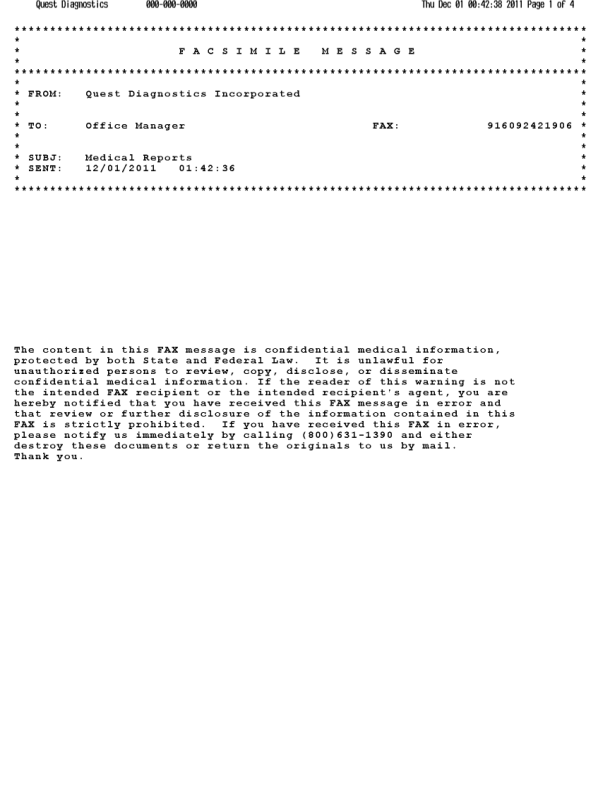 Quest Diagnostics 000-000-0000 Thu Dec 01 00:42:38 2011 Page 1 of 4
********************************************************************************
* *
* F A C S I M I L E M E S S A G E *
* *
********************************************************************************
* *
* FROM: Quest Diagnostics Incorporated *
* *
* *
* TO: Office Manager FAX: 916092421906 *
* *
* *
* SUBJ: Medical Reports *
* SENT: 12/01/2011 01:42:36 *
* *
********************************************************************************
The content in this FAX message is confidential medical information,
protected by both State and Federal Law. It is unlawful for
unauthorized persons to review, copy, disclose, or disseminate
confidential medical information. If the reader of this warning is not
the intended FAX recipient or the intended recipient's agent, you are
hereby notified that you have received this FAX message in error and
that review or further disclosure of the information contained in this
FAX is strictly prohibited. If you have received this FAX in error,
please notify us immediately by calling (800)631-1390 and either
destroy these documents or return the originals to us by mail.
Thank you.